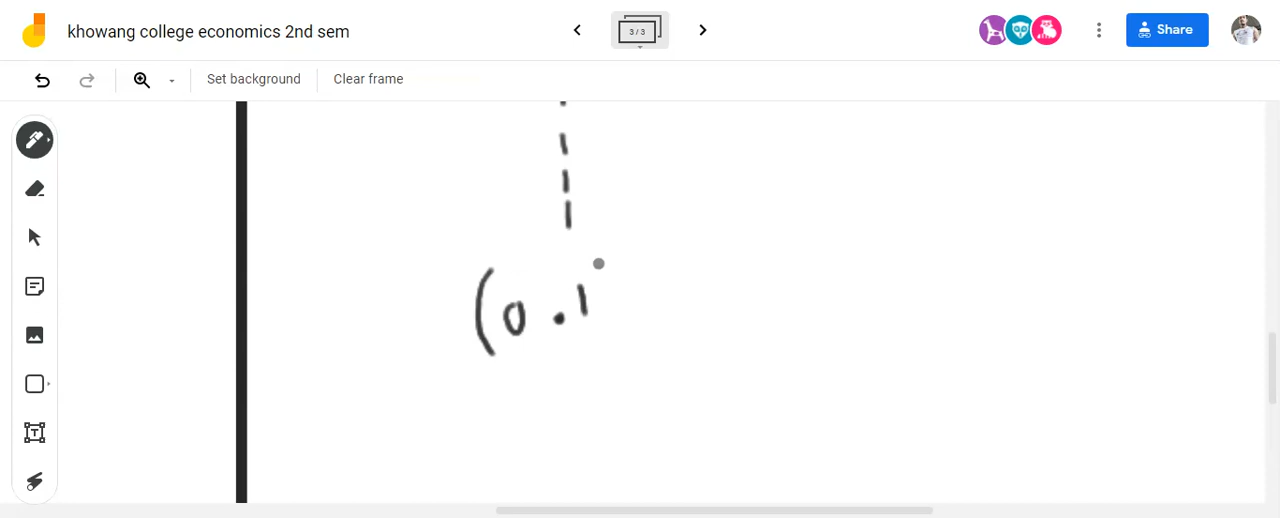 khowang college economics 2nd sem
3 / 3
Share
Set background
Clear frame
(0.1